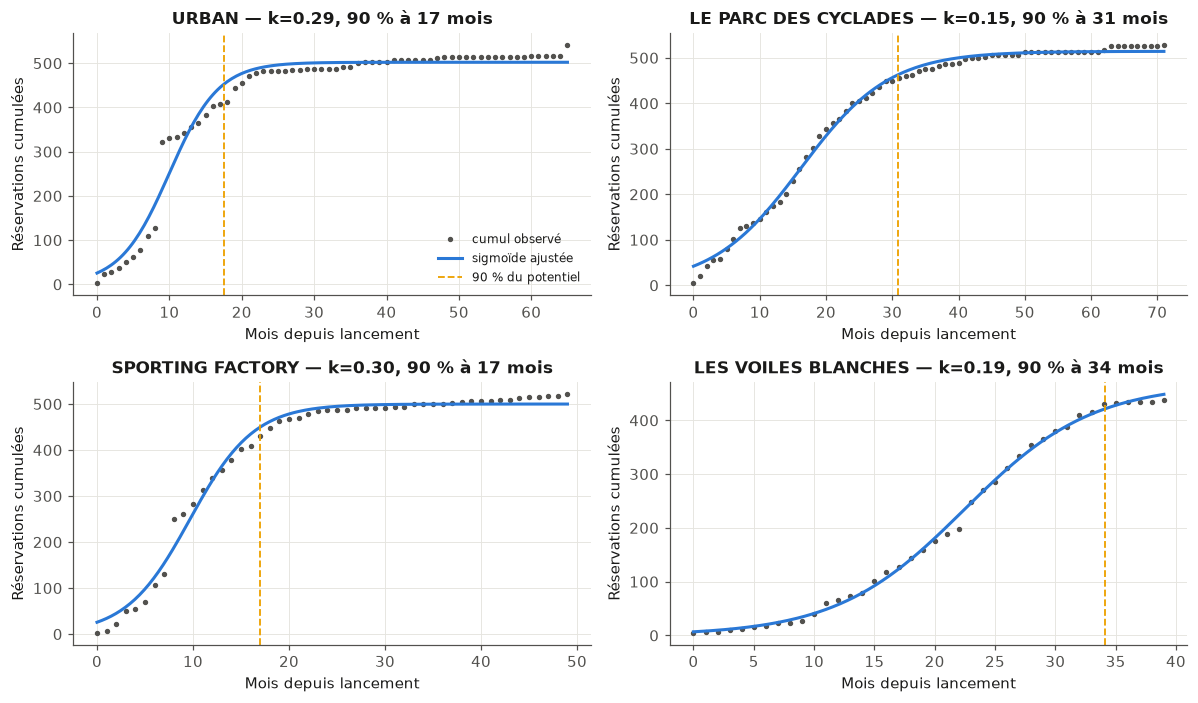 URBAN — k=0.29, 90 % à 17 mois
Réservations cumulées
500
400
300
200
100
0
cumul observé
sigmoïde ajustée
90 % du potentiel
0 10 20 30 40 50 60
Mois depuis lancement
LE PARC DES CYCLADES — k=0.15, 90 % à 31 mois
Réservations cumulées
500
400
300
200
100
0
0 10 20 30 40 50 60 70
Mois depuis lancement
SPORTING FACTORY — k=0.30, 90 % à 17 mois
Réservations cumulées
500
400
300
200
100
0
0 10 20 30 40 50
Mois depuis lancement
LES VOILES BLANCHES — k=0.19, 90 % à 34 mois
Réservations cumulées
400
300
200
100
0
0 5 10 15 20 25 30 35 40
Mois depuis lancement